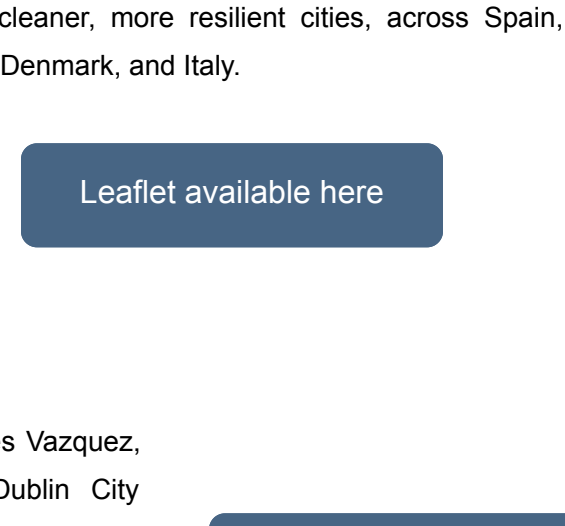 cleaner, more resilient cities, across Spain,
Denmark, and Italy.
Leaflet available here
Vazquez,
Dublin City